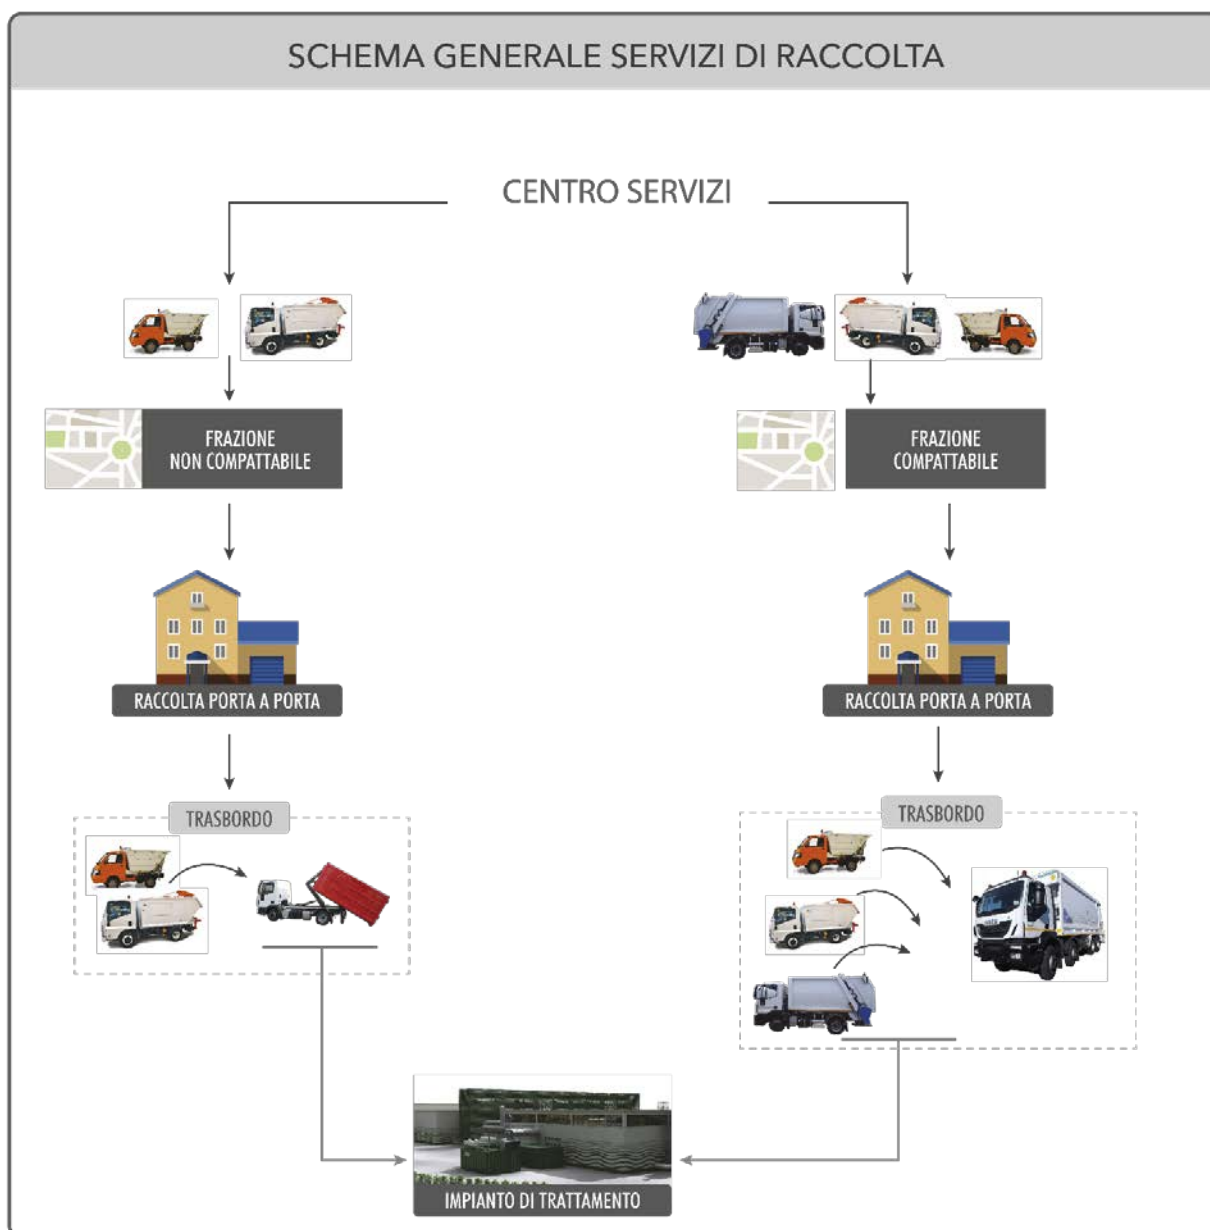 SCHEMA GENERALE SERVIZI DI RACCOLTA
CENTRO SERVIZI
FRAZIONE
NON COMPATTABILE
FRAZIONE
COMPATTABILE
RACCOLTA PORTA A PORTA
RACCOLTA PORTA A PORTA
TRASBORDO
TRASBORDO
IMPIANTO DI TRATTAMENTO